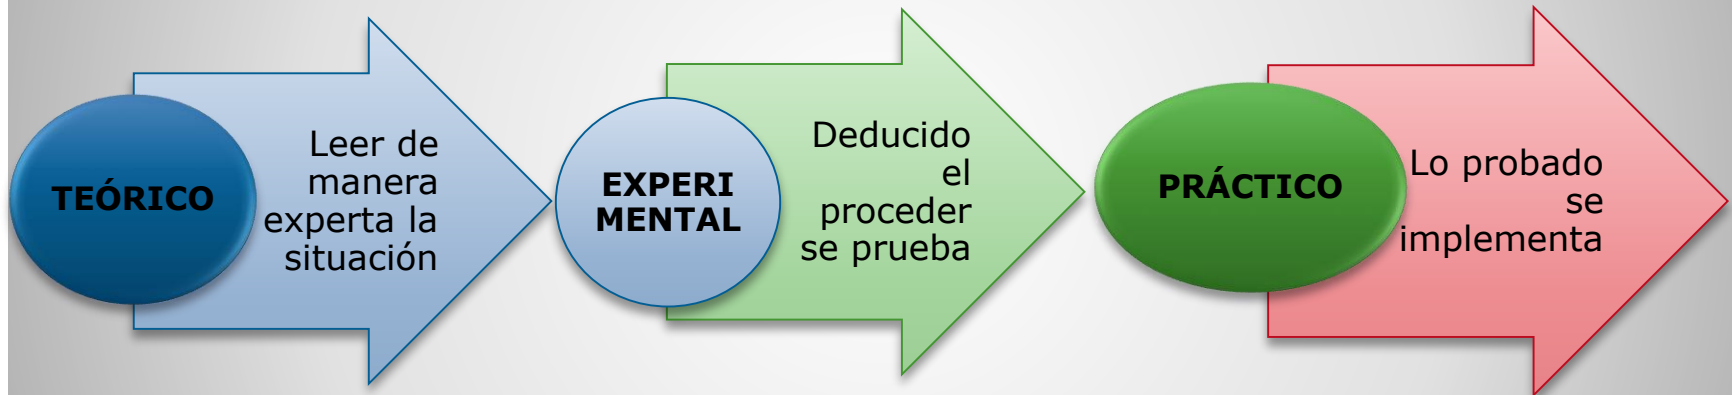 TEÓRICO
Leer de
manera
experta la
situación
EXPERI
MENTAL
Deducido
el
proceder
se prueba
PRÁCTICO
Lo probado
se
implementa